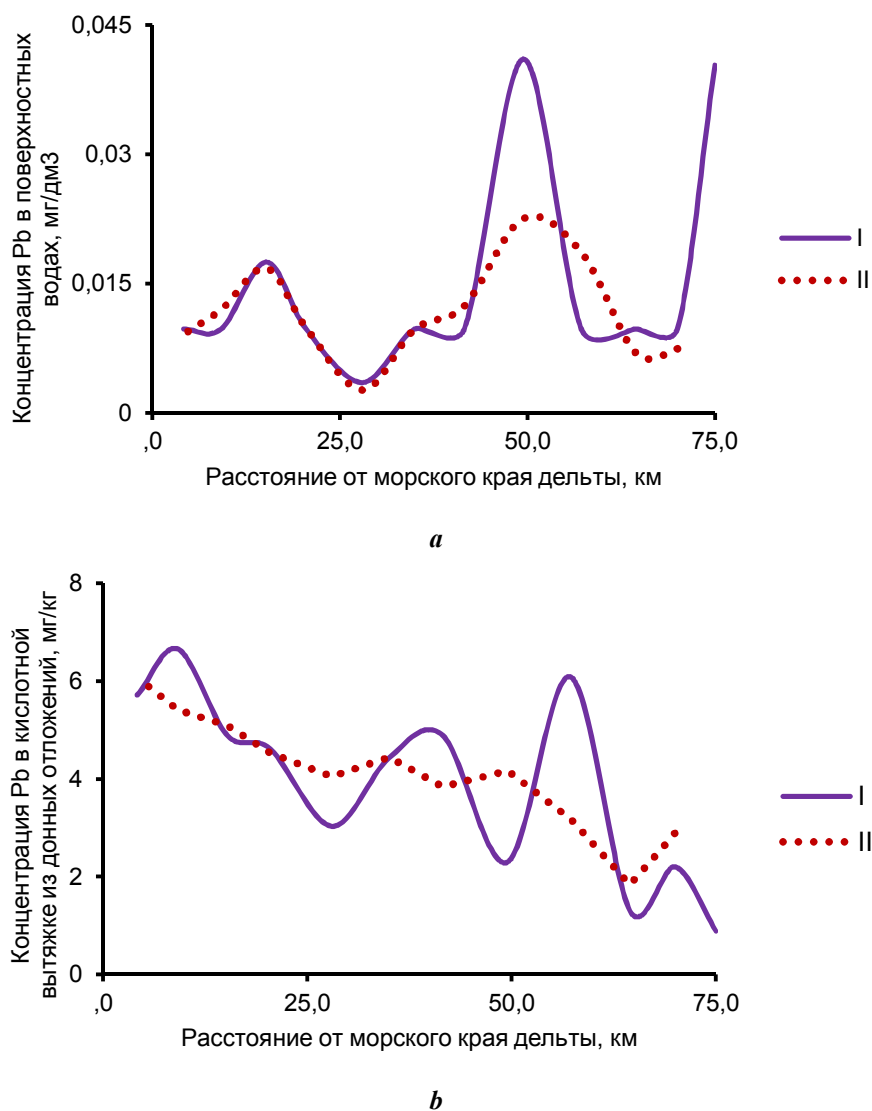 Концентрация Pb в поверхностных
водах, мг/дм3
0,045
0,03
0,015
0
,0
25,0
50,0
75,0
Расстояние от морского края дельты, км
I
II
a
Концентрация Pb в кислотной
вытяжке из донных отложений, мг/кг
8
6
4
2
0
,0
25,0
50,0
75,0
Расстояние от морского края дельты, км
I
II
b